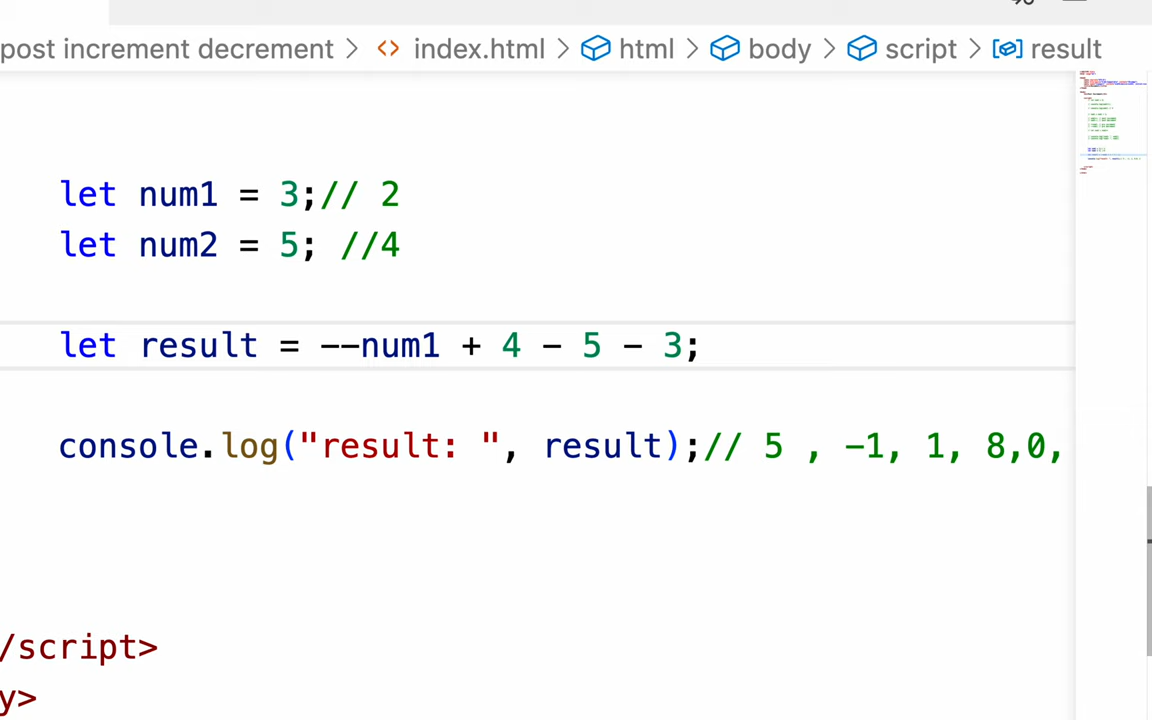 post increment decrement > <> index.html > html > body > script > result
let num1 = 3;// 2
let num2 = 5; //4
let result = --num1 + 4 - 5 - 3;
console.log("result: ", result);// 5 , -1, 1, 8,0,
/script>
y>